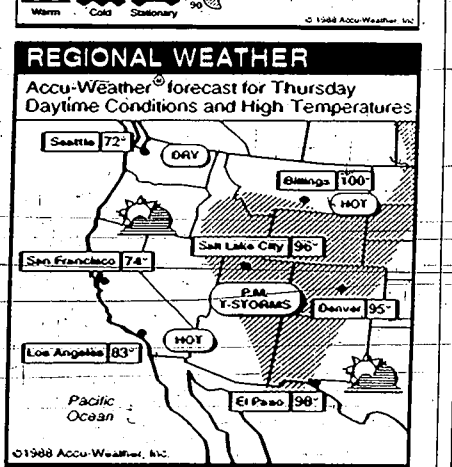 Warm Cold Stationary 90
© 1988 Accu-Weather, Inc.
REGIONAL WEATHER
Accu-Weather® forecast for Thursday
Daytime Conditions and High Temperatures
Seattle 72°
DRY
Billings 100°
HOT
Salt Lake City 96°
San Francisco 74°
P.M.
T-STORMS
Denver 95°
HOT
Los Angeles 83°
El Paso 98°
Pacific
Ocean
©1988 Accu-Weather, Inc.